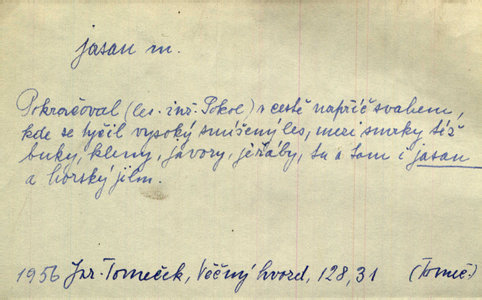 jasan m.
Pokračoval (les. inž. Pokol) v cestě napříč svahem,
kde se tyčil vysoký smíšený les, mezi smrky též
buky, kleny, javory, jeřáby, tu a tam i jasan
a horský jilm.
1956 Jar. Tomeček, Věčný hvozd, 128,31 (Tomeč.)